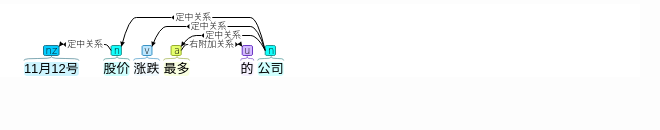 定中关系
定中关系
定中关系
定中关系 右附加关系
nz n v a u n
11月12号 股价 涨跌 最多 的 公司